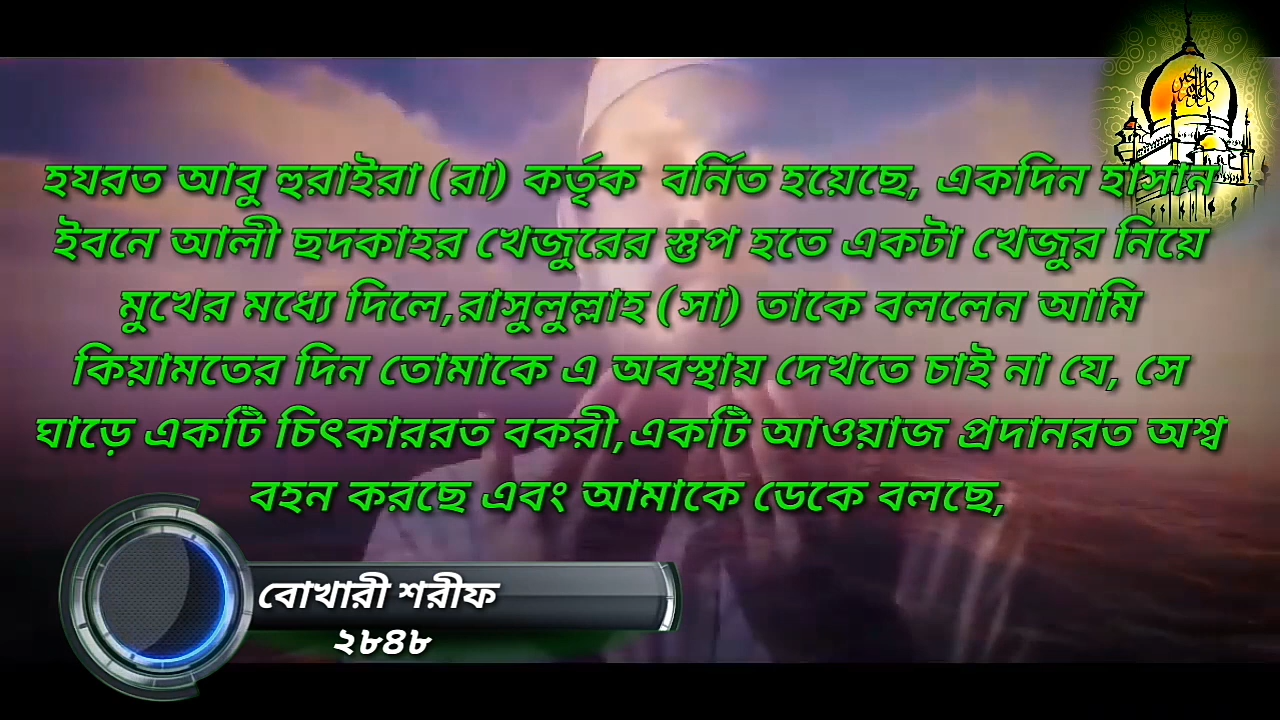 হযরত আবু হুরাইরা (রা) কর্তৃক বর্নিত হয়েছে, একদিন হাসান
ইবনে আলী ছদকাহর খেজুরের স্তুপ হতে একটা খেজুর নিয়ে
মুখের মধ্যে দিলে,রাসুলুল্লাহ (সা) তাকে বললেন আমি
কিয়ামতের দিন তোমাকে এ অবস্থায় দেখতে চাই না যে, সে
ঘাড়ে একটি চিৎকাররত বকরী,একটি আওয়াজ প্রদানরত অশ্ব
বহন করছে এবং আমাকে ডেকে বলছে,
বোখারী শরীফ
২৮৪৮